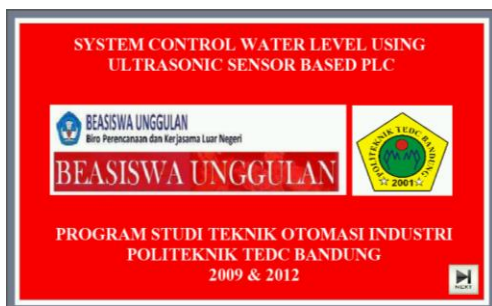 SYSTEM CONTROL WATER LEVEL USING
ULTRASONIC SENSOR BASED PLC
BEASISWA UNGGULAN
Biro Perencanaan dan Kerjasama Luar Negeri
BEASISWA UNGGULAN
POLITEKNIK TEDC BANDUNG
2001
PROGRAM STUDI TEKNIK OTOMASI INDUSTRI
POLITEKNIK TEDC BANDUNG
2009 & 2012
NEXT